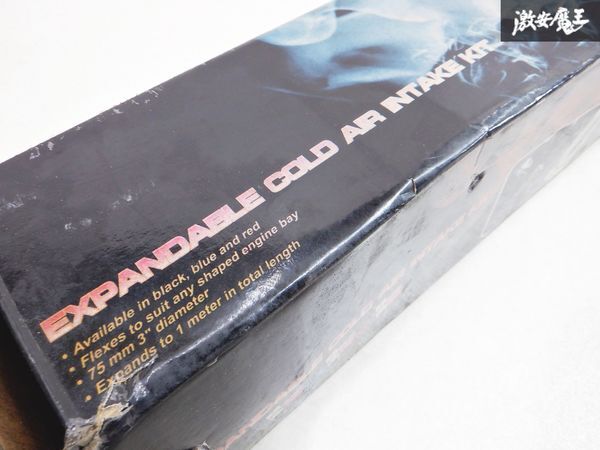 激安魔王
EXPANDABLE COLD AIR INTAKE KIT
• Available in black, blue and red
• Flexes to suit any shaped engine bay
• 75 mm 3" diameter
• Expands to 1 meter in total length